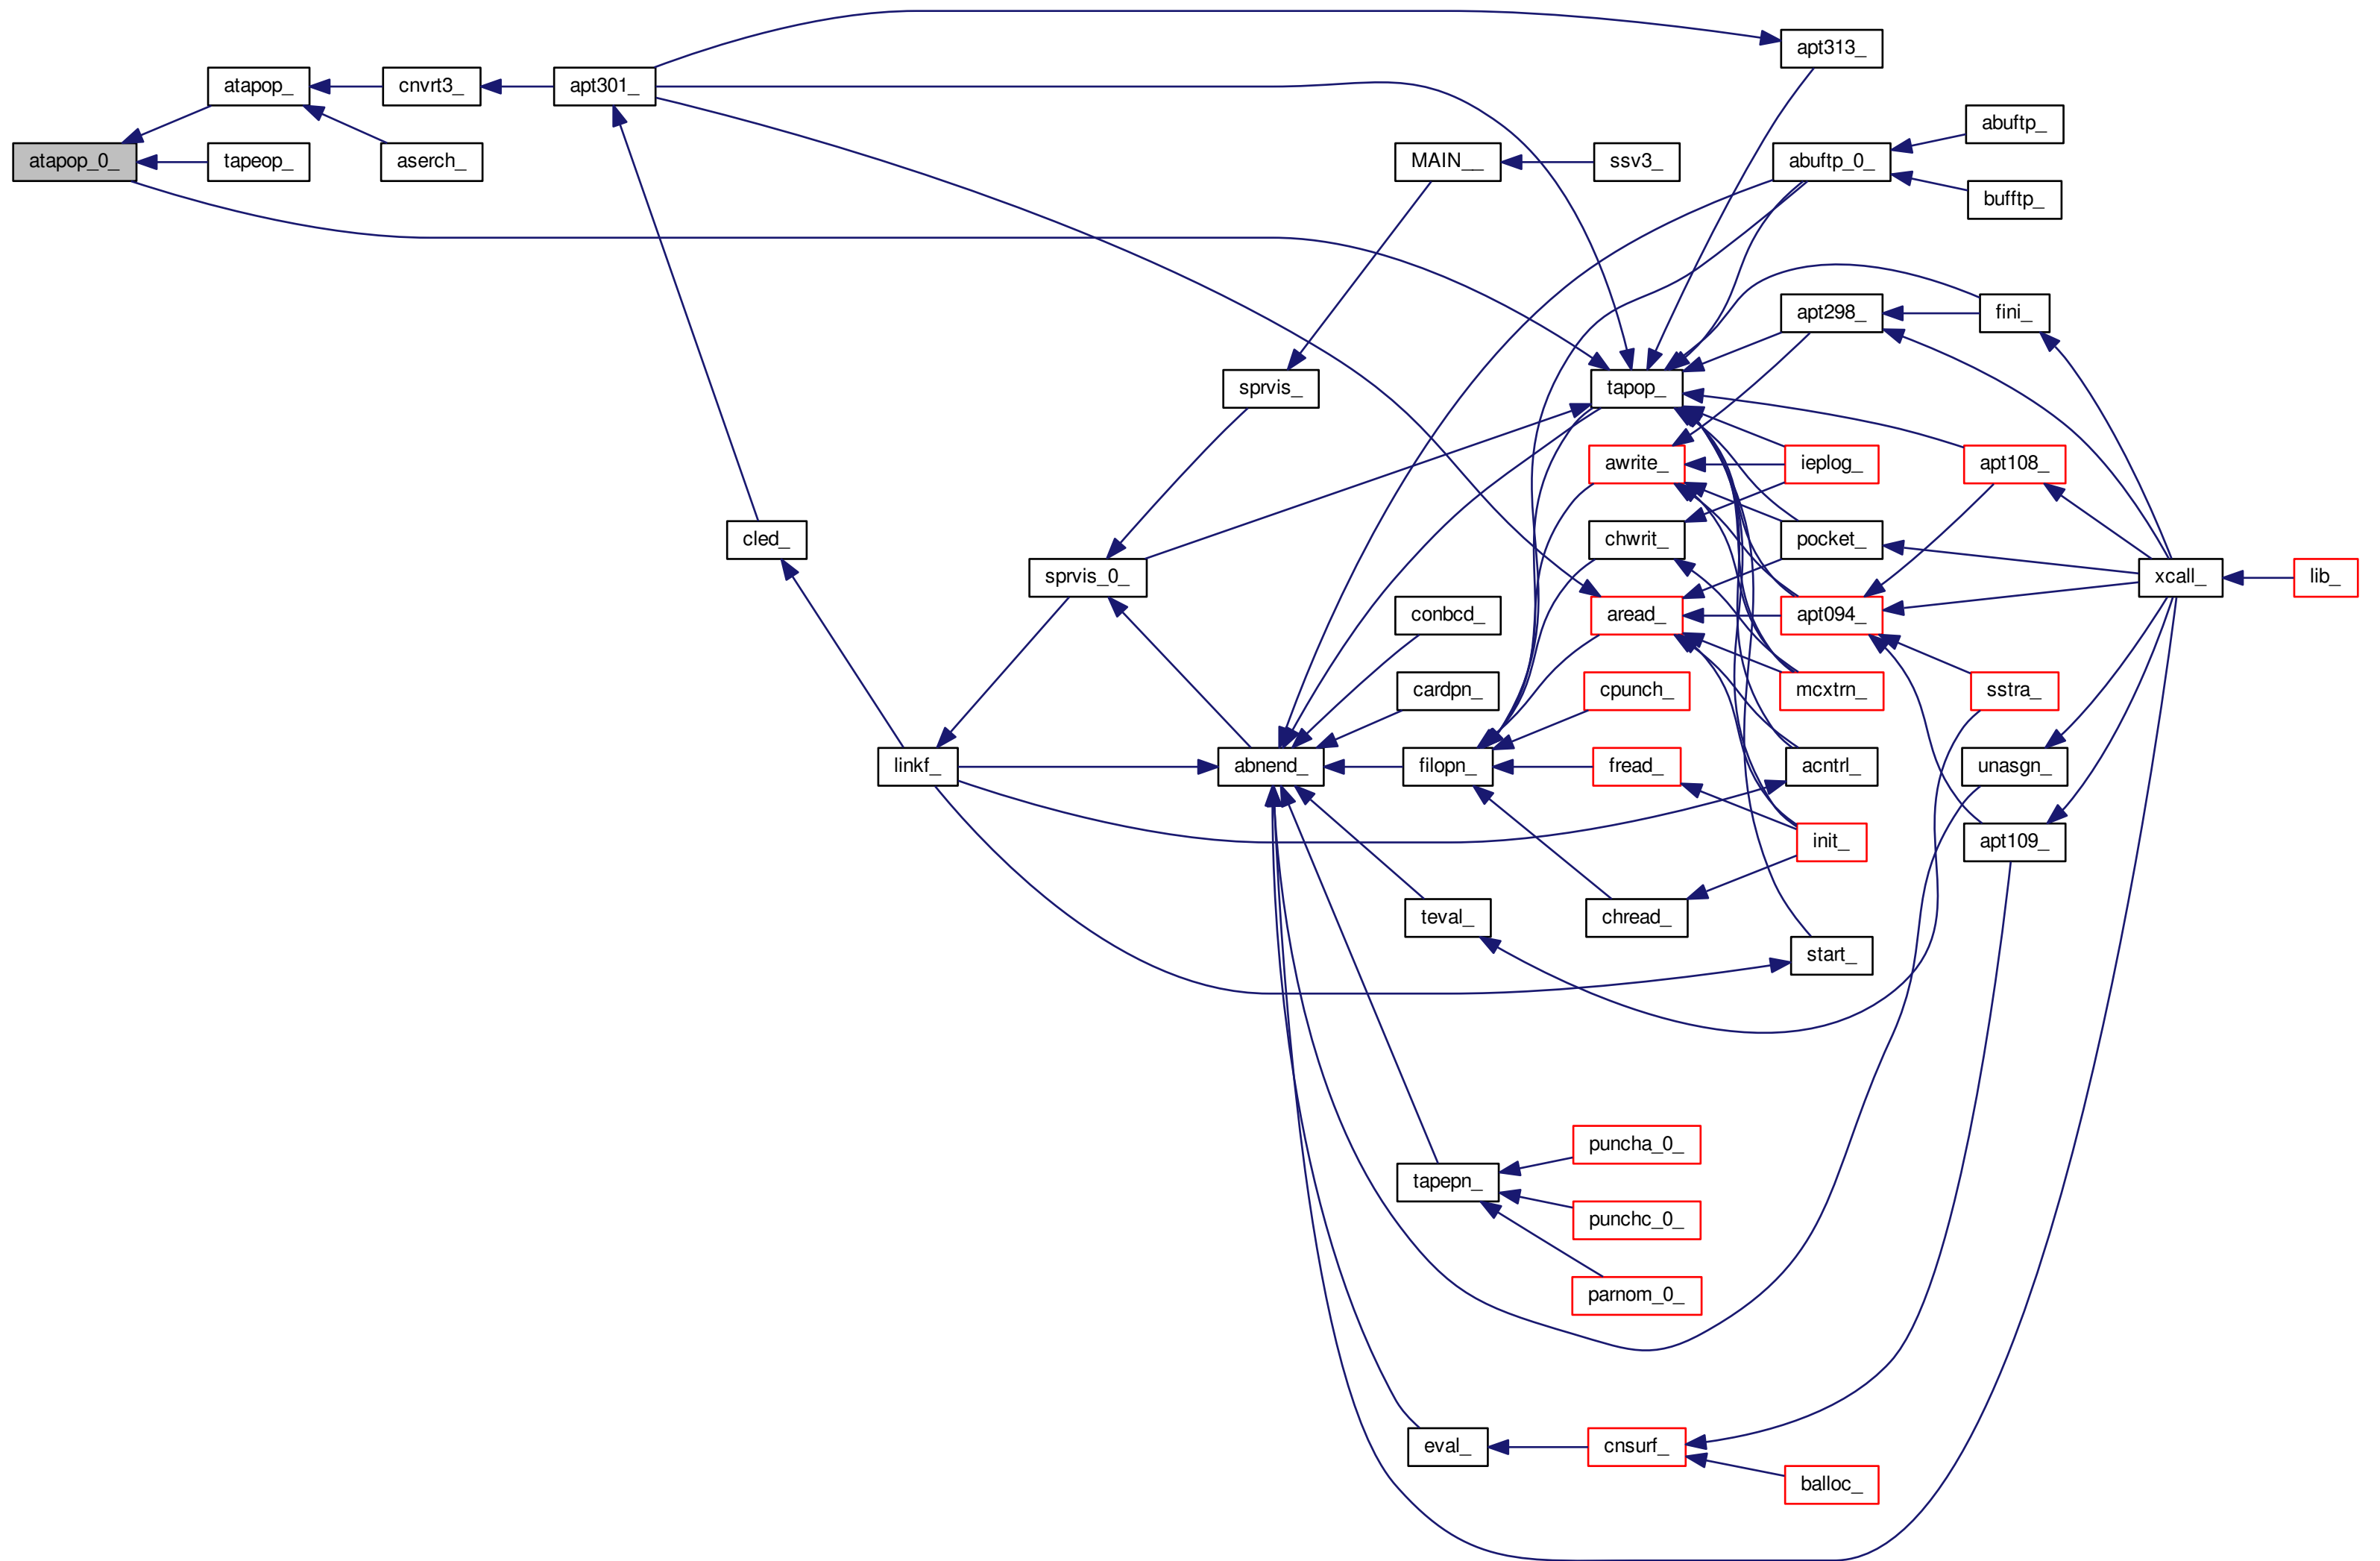 apt313_
atapop_
cnvrt3_
apt301_
abuftp_
atapop_0_
tapeop_
aserch_
MAIN__
ssv3_
abuftp_0_
bufftp_
apt298_
fini_
sprvis_
tapop_
awrite_
ieplog_
apt108_
cled_
chwrit_
pocket_
sprvis_0_
xcall_
lib_
conbcd_
aread_
apt094_
cardpn_
cpunch_
mcxtrn_
sstra_
linkf_
abnend_
filopn_
fread_
acntrl_
unasgn_
init_
apt109_
teval_
chread_
start_
puncha_0_
tapepn_
punchc_0_
parnom_0_
eval_
cnsurf_
balloc_